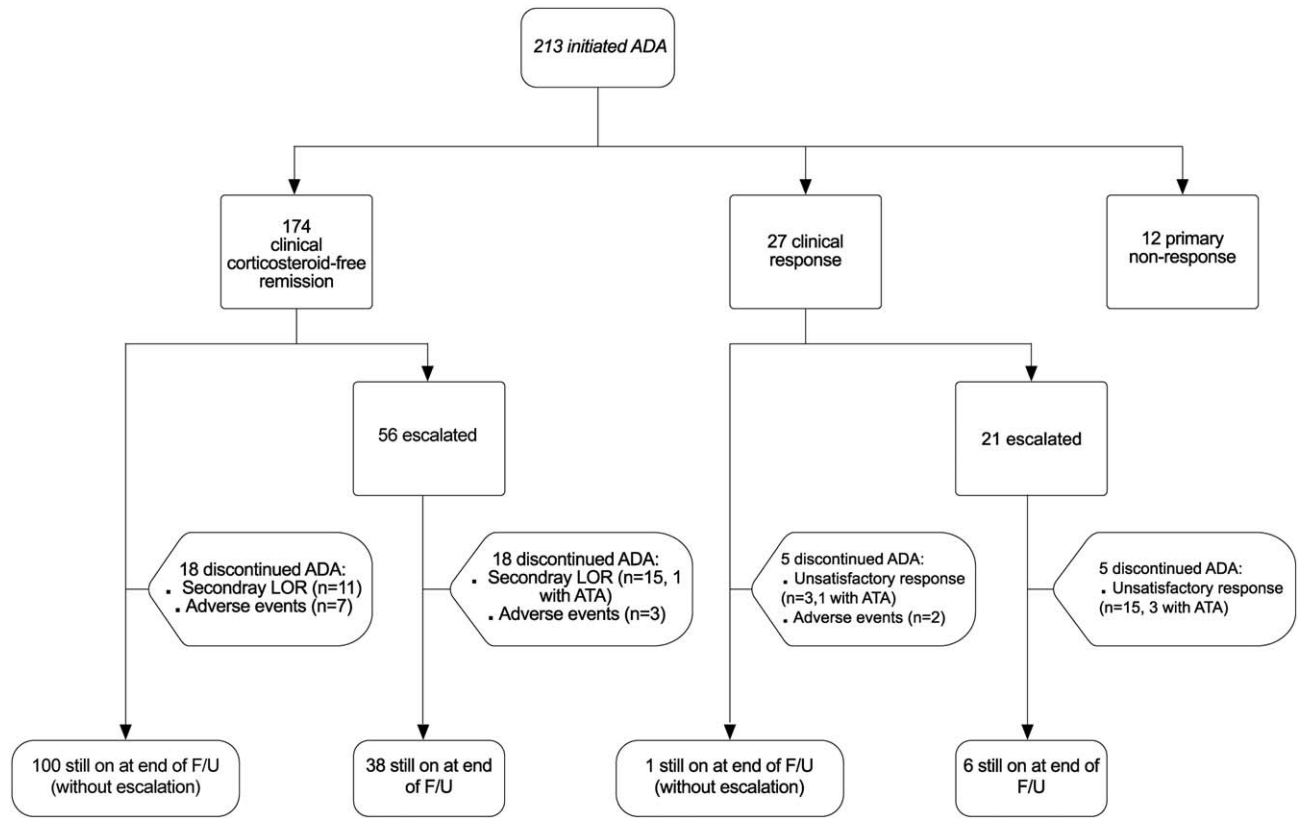 213 initiated ADA
174
clinical
corticosteroid-free
remission
27 clinical
response
12 primary
non-response
56 escalated
21 escalated
18 discontinued ADA:
▪ Secondray LOR (n=11)
▪ Adverse events (n=7)
18 discontinued ADA:
▪ Secondray LOR (n=15, 1
with ATA)
▪ Adverse events (n=3)
5 discontinued ADA:
▪ Unsatisfactory response
(n=3,1 with ATA)
▪ Adverse events (n=2)
5 discontinued ADA:
▪ Unsatisfactory response
(n=15, 3 with ATA)
100 still on at end of F/U
(without escalation)
38 still on at end
of F/U
1 still on at end of F/U
(without escalation)
6 still on at end of
F/U